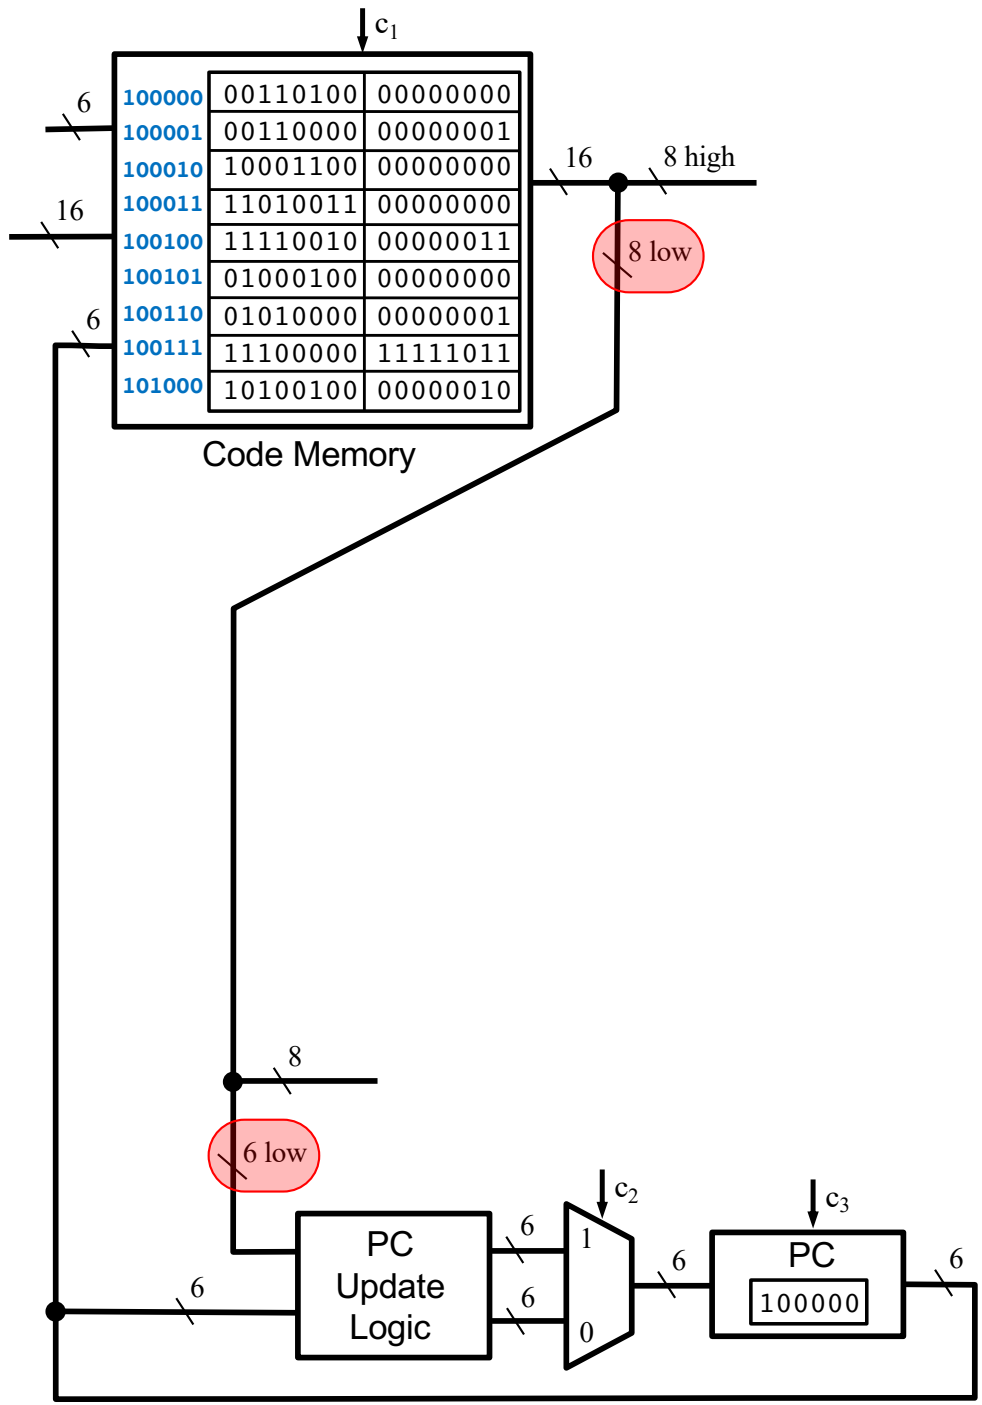 c1
6
16
6
100000 00110100 00000000
100001 00110000 00000001
100010 10001100 00000000
100011 11010011 00000000
100100 11110010 00000011
100101 01000100 00000000
100110 01010000 00000001
100111 11100000 11111011
101000 10100100 00000010
Code Memory
16
8 high
8 low
8
6 low
6
PC
Update
Logic
6
6
c2
1
0
6
c3
PC
100000
6